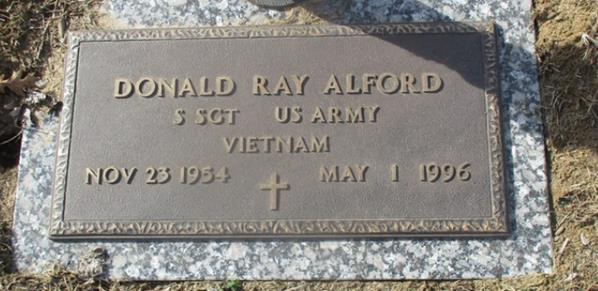 DONALD RAY ALFORD
S SGT US ARMY
VIETNAM
NOV 23 1954 MAY 1 1996